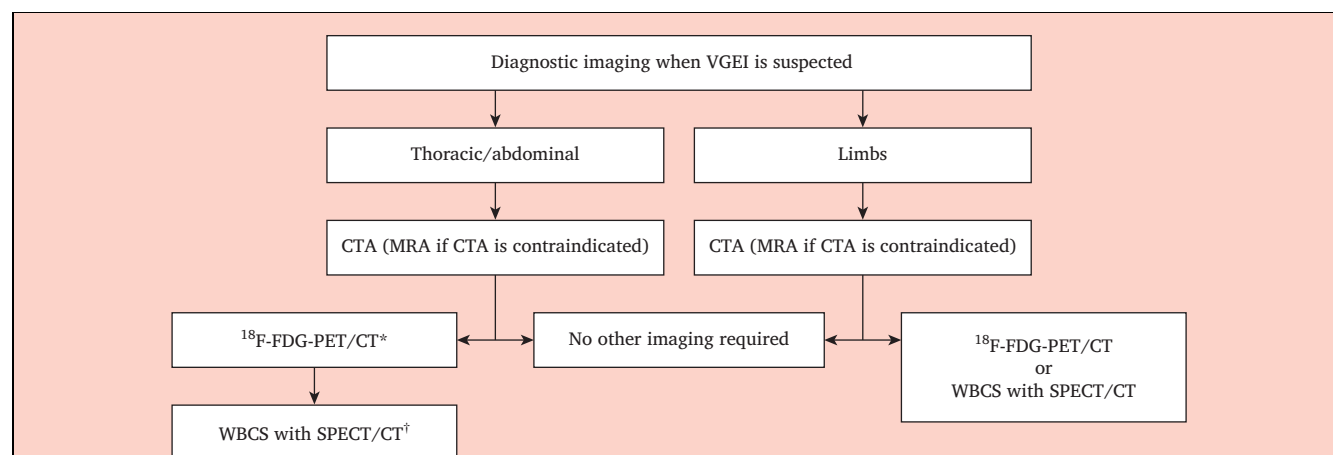 Diagnostic imaging when VGEI is suspected
Thoracic/abdominal
Limbs
CTA (MRA if CTA is contraindicated)
CTA (MRA if CTA is contraindicated)
¹⁸F-FDG-PET/CT*
No other imaging required
¹⁸F-FDG-PET/CT
or
WBCS with SPECT/CT
WBCS with SPECT/CT†